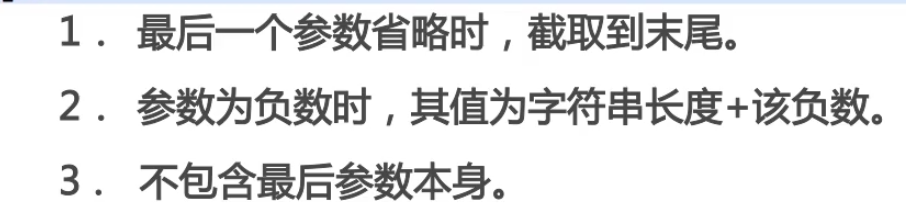 1． 最后一个参数省略时，截取到末尾。
2． 参数为负数时，其值为字符串长度+该负数。
3． 不包含最后参数本身。